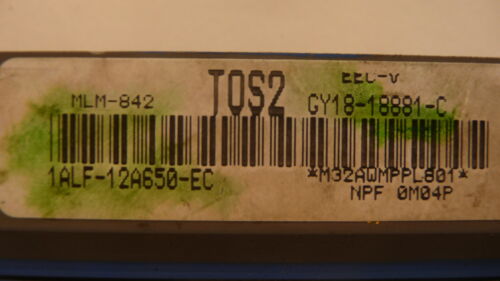 EEC-V
MLM-842
TOS2
GY18-18881-C
1ALF-12A650-EC
*M32AWMPPL801*
NPF 0M04P